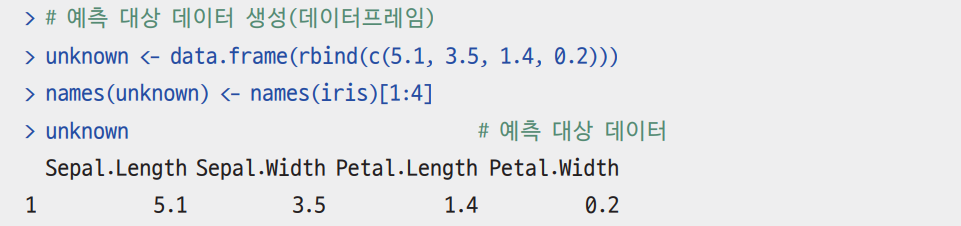 > # 예측 대상 데이터 생성(데이터프레임)
> unknown <- data.frame(rbind(c(5.1, 3.5, 1.4, 0.2)))
> names(unknown) <- names(iris)[1:4]
> unknown # 예측 대상 데이터
Sepal.Length Sepal.Width Petal.Length Petal.Width
1 5.1 3.5 1.4 0.2